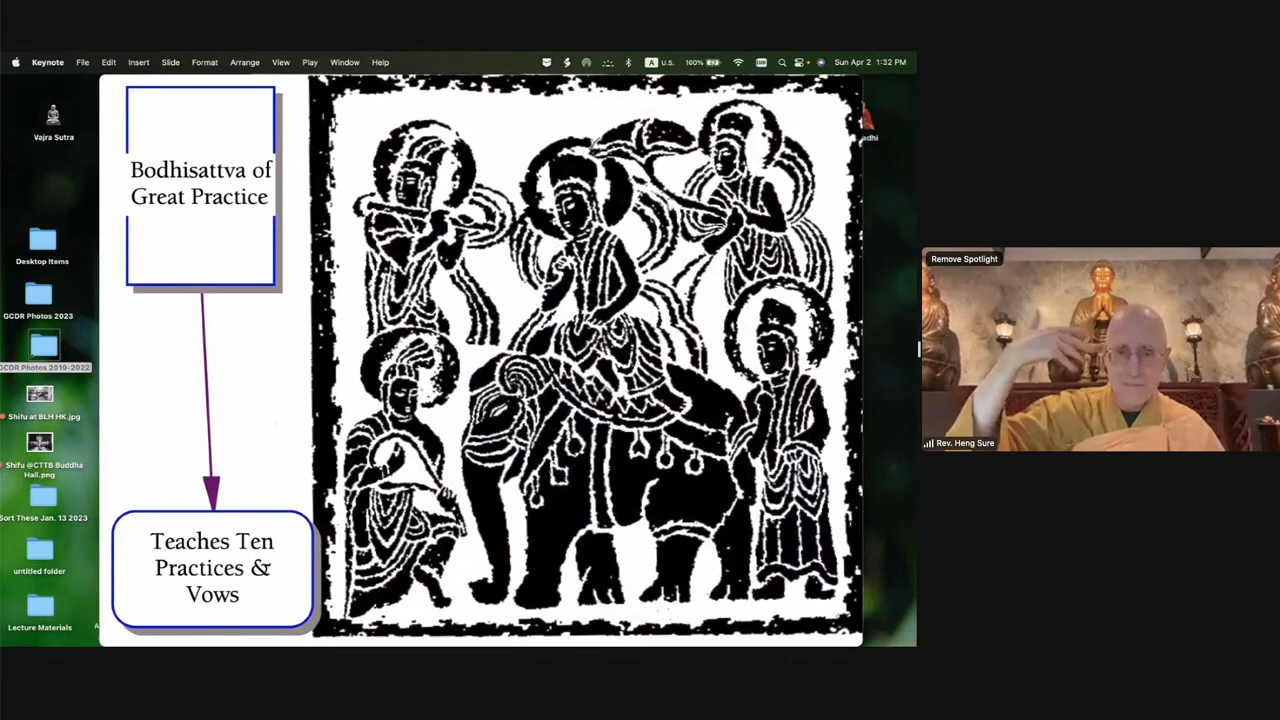 Keynote File Edit Insert Slide Format Arrange View Play Window Help A U.S. 100% Sun Apr 2 1:32 PM
Vajra Sutra
Desktop Items
GCDR Photos 2023
GCDR Photos 2019-2022
Shifu at BLH HK.jpg
Shifu @CTTB Buddha
Hall.png
Sort These Jan. 13 2023
untitled folder
Lecture Materials
A
Bodhisattva of
Great Practice
Teaches Ten
Practices &
Vows
adhi
Remove Spotlight
Rev. Heng Sure